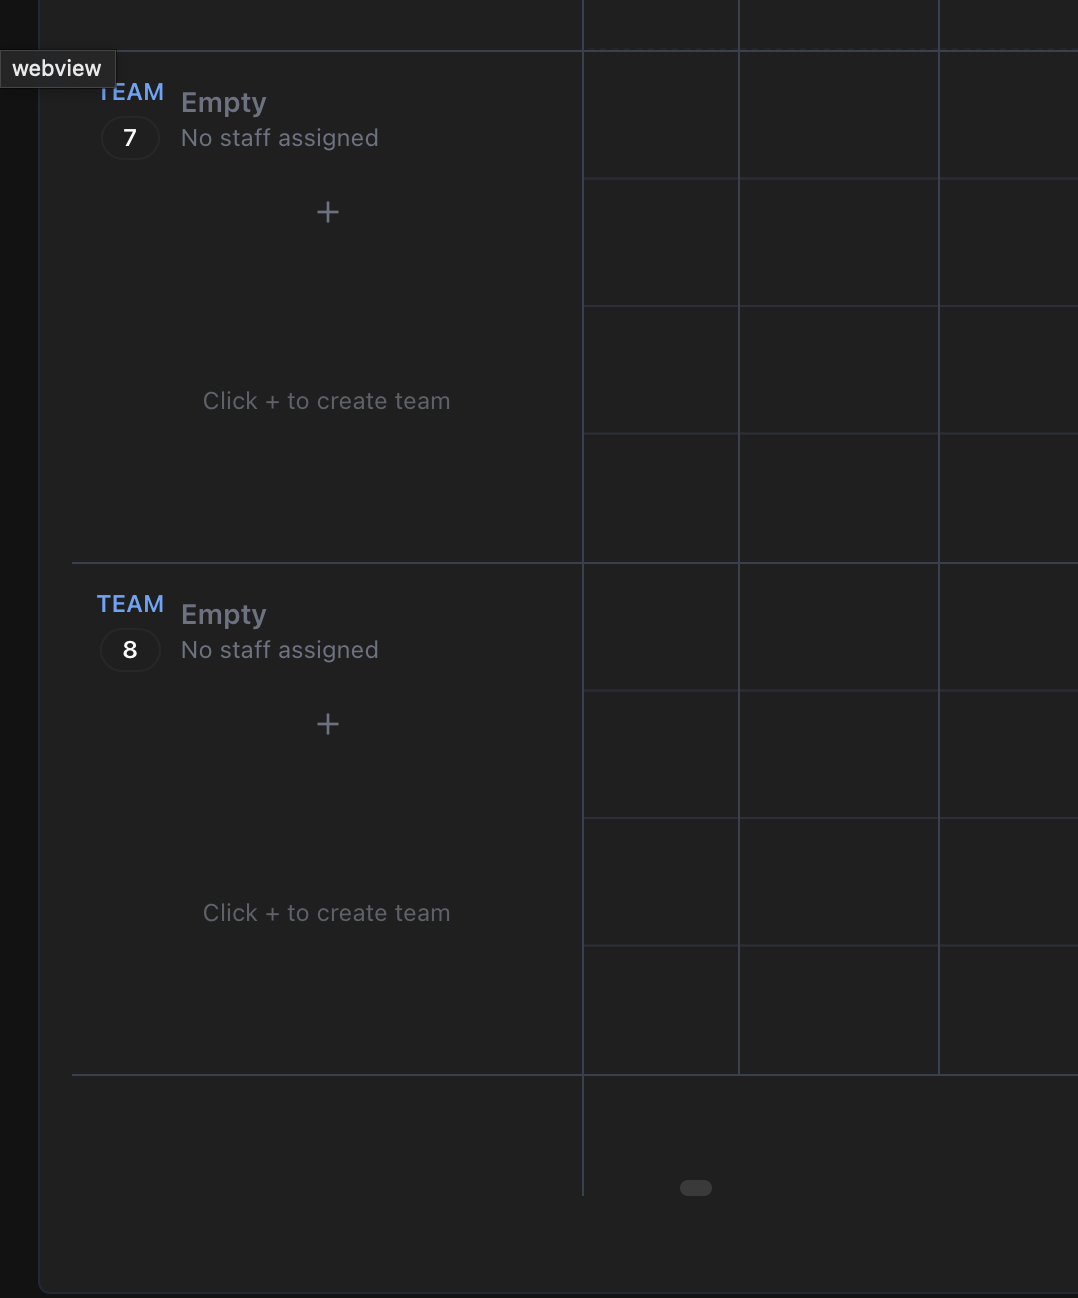 webview
TEAM
Empty
7
No staff assigned
+
Click + to create team
TEAM
Empty
8
No staff assigned
+
Click + to create team